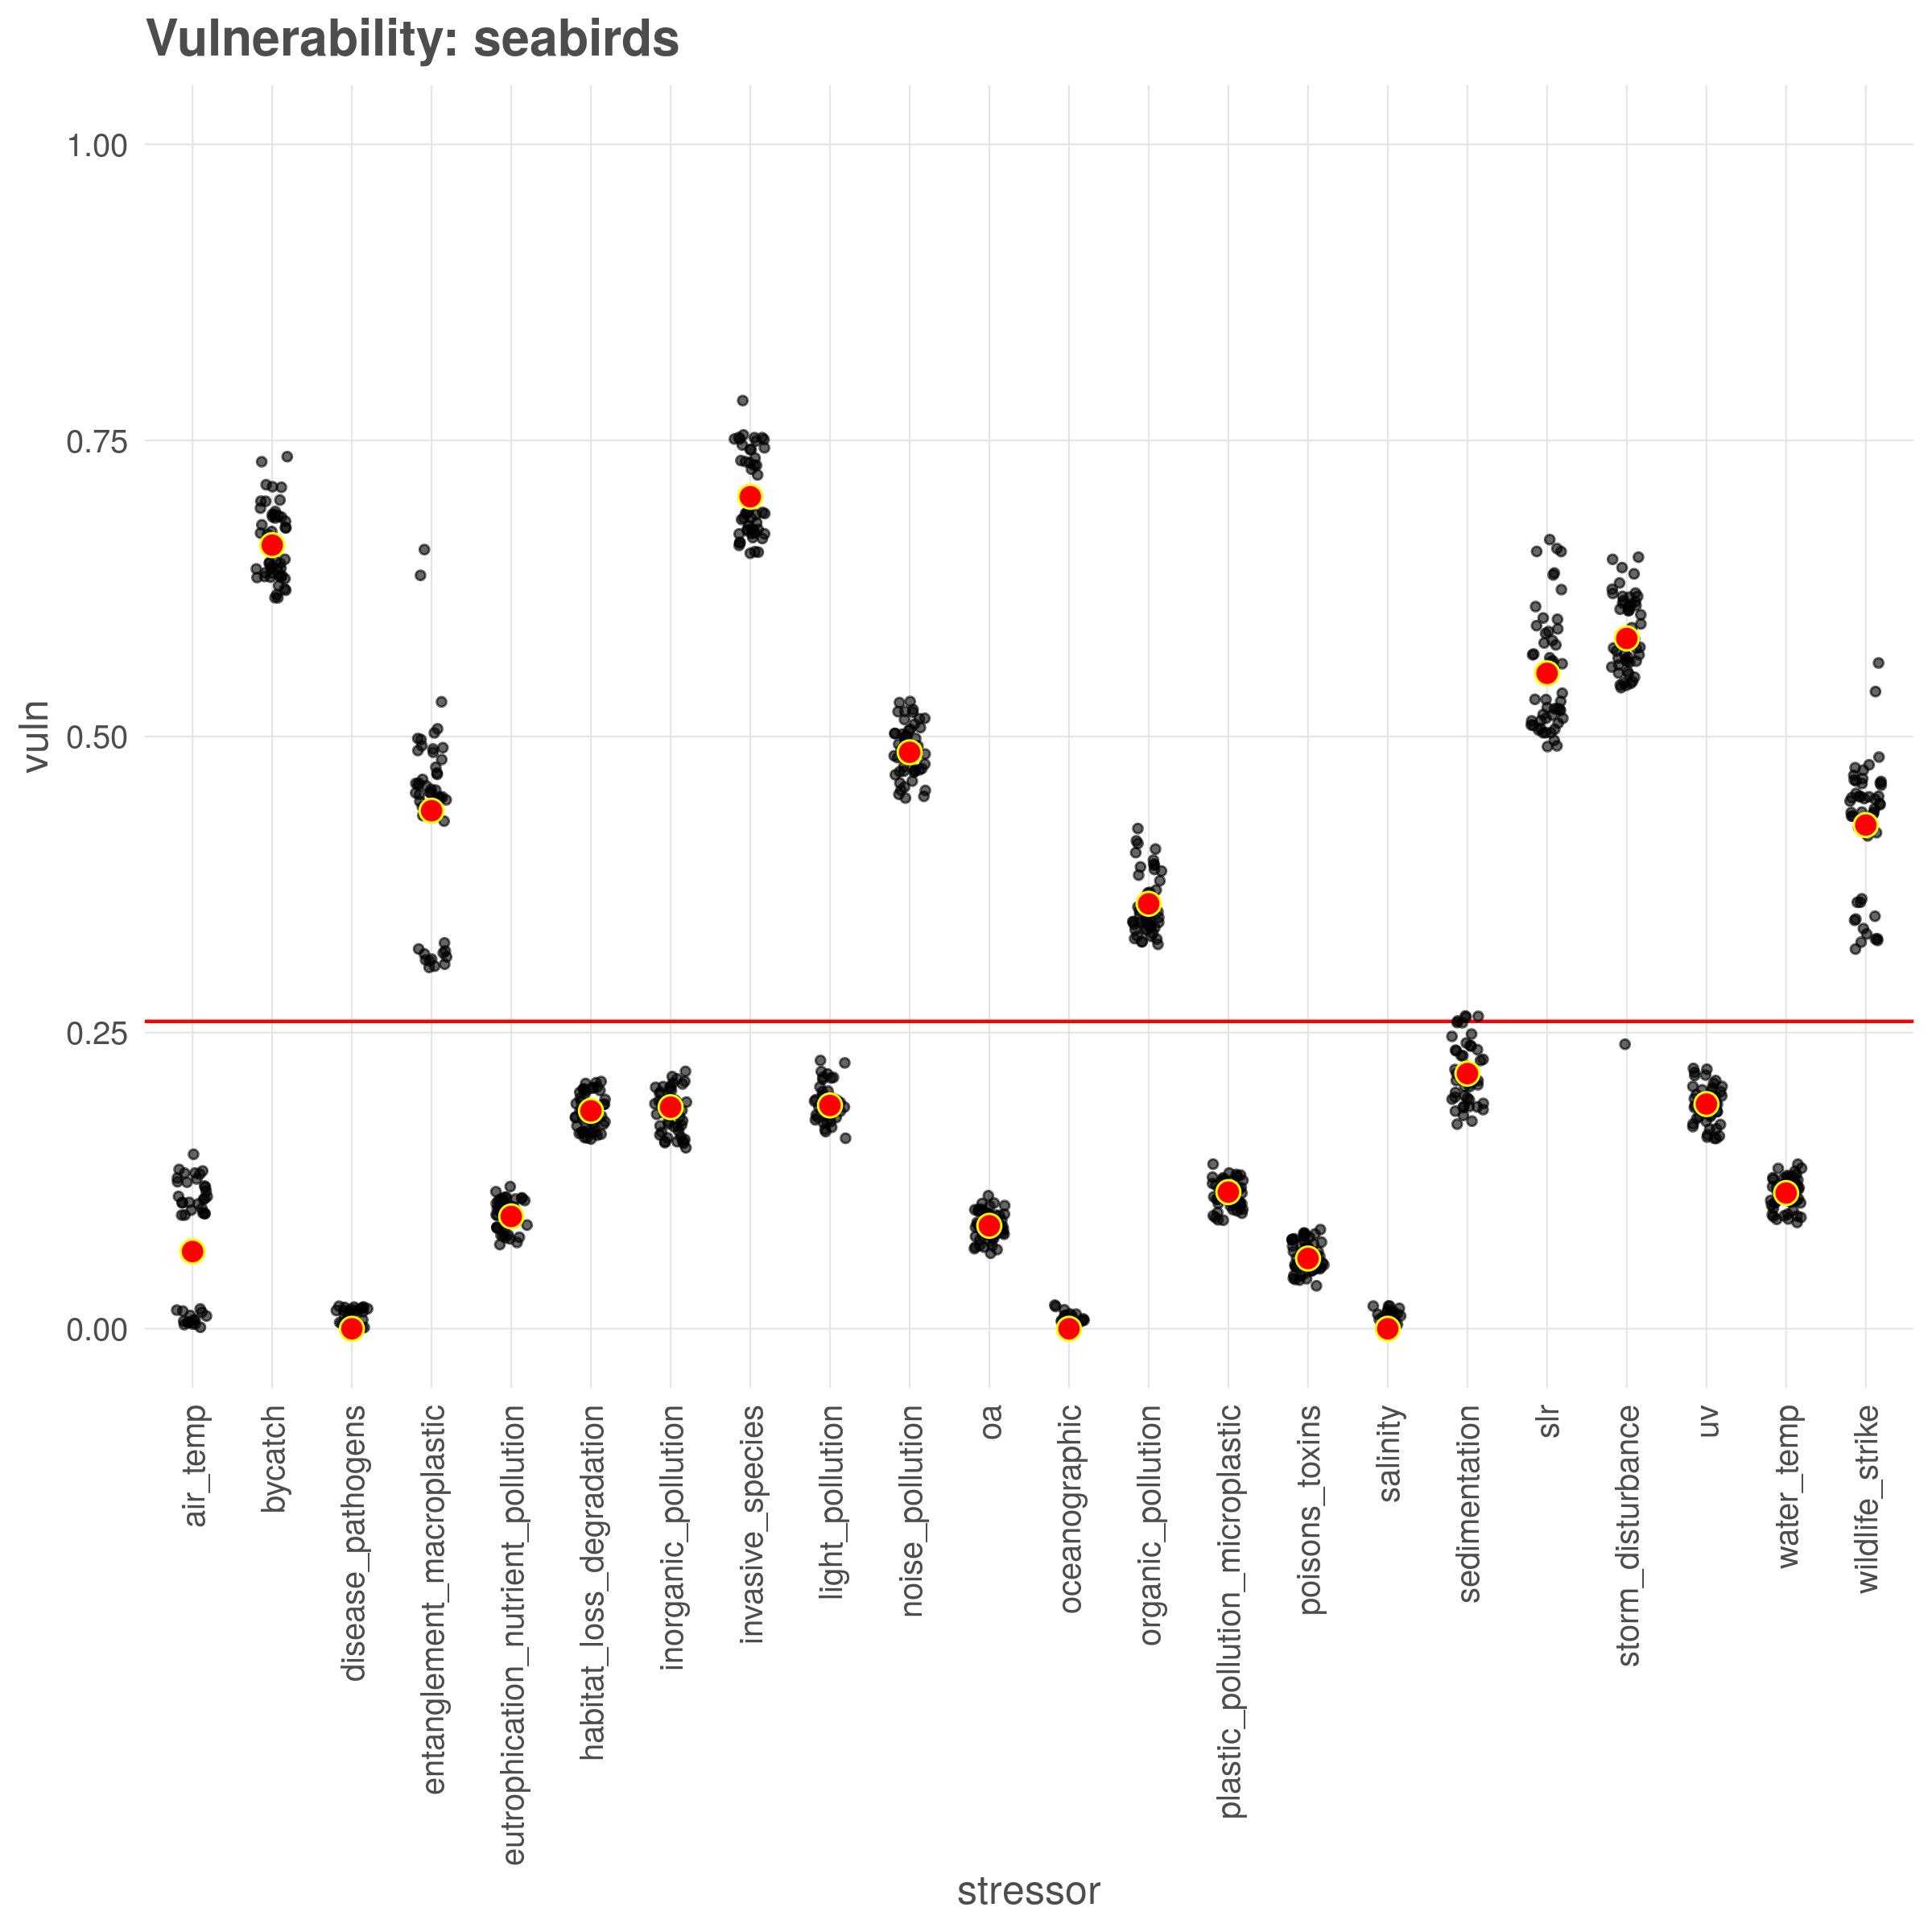 Vulnerability: seabirds
1.00
0.75
0.50
0.25
0.00
vuln
air_temp
bycatch
disease_pathogens
entanglement_macroplastic
eutrophication_nutrient_pollution
habitat_loss_degradation
inorganic_pollution
invasive_species
light_pollution
noise_pollution
oa
oceanographic
organic_pollution
plastic_pollution_microplastic
poisons_toxins
salinity
sedimentation
slr
storm_disturbance
uv
water_temp
wildlife_strike
stressor